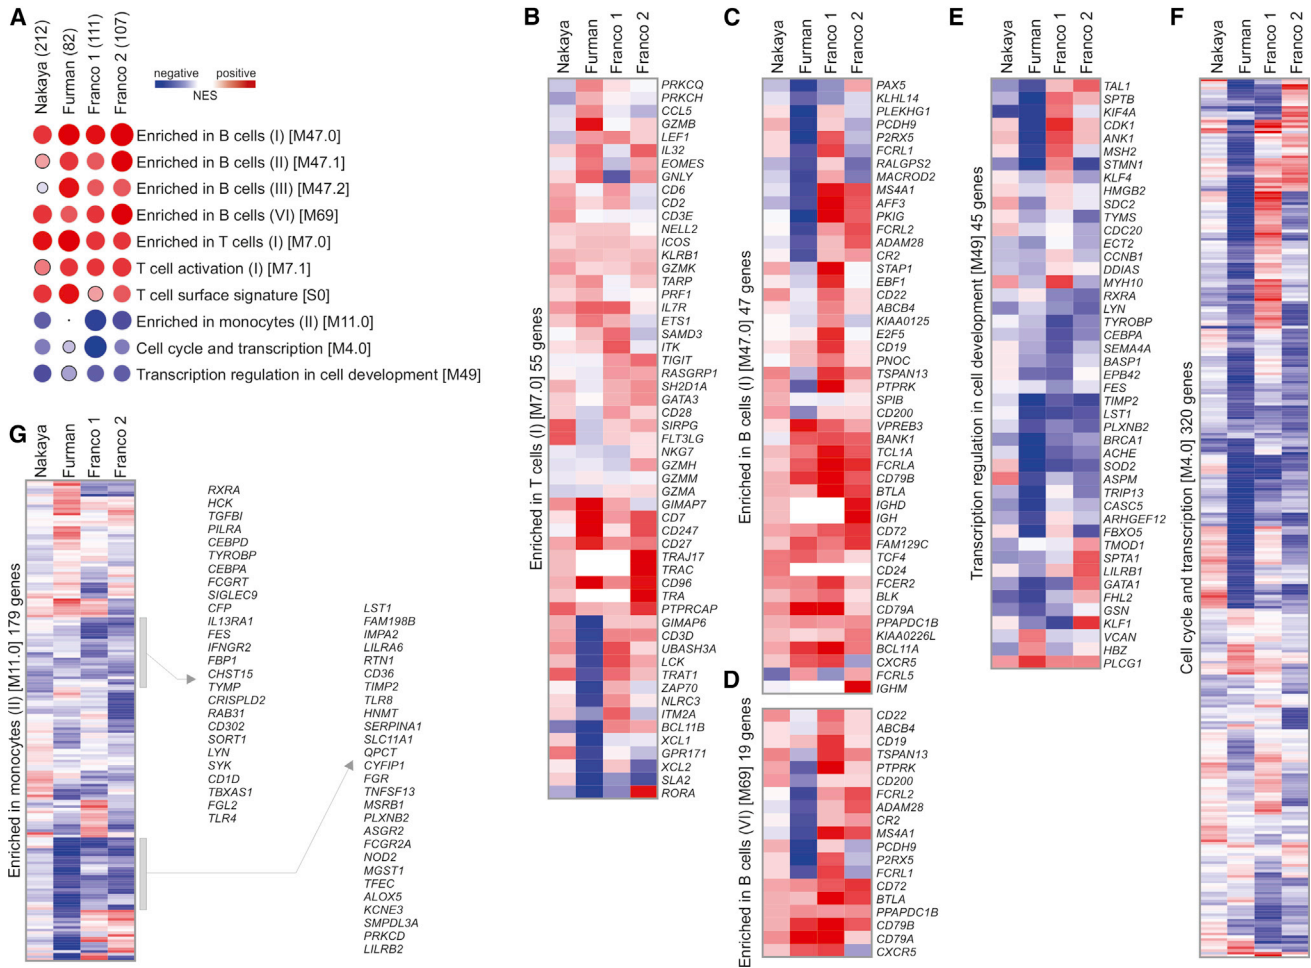 A
Nakaya (212)
Furman (82)
Franco 1 (111)
Franco 2 (107)
negative positive
NES
Enriched in B cells (I) [M47.0]
Enriched in B cells (II) [M47.1]
Enriched in B cells (III) [M47.2]
Enriched in B cells (VI) [M69]
Enriched in T cells (I) [M7.0]
T cell activation (I) [M7.1]
T cell surface signature [S0]
Enriched in monocytes (II) [M11.0]
Cell cycle and transcription [M4.0]
Transcription regulation in cell development [M49]
B
Nakaya
Furman
Franco 1
Franco 2
Enriched in T cells (I) [M7.0] 555 genes
PRKCQ
PRKCH
CCL5
GZMB
LEF1
IL32
EOMES
GNLY
CD6
CD2
CD3E
NELL2
ICOS
KLRB1
GZMK
TARP
PRF1
IL7R
ETS1
SAMD3
ITK
TIGIT
RASGRP1
SH2D1A
GATA3
CD28
SIRPG
FLT3LG
NKG7
GZMH
GZMM
GZMA
GIMAP7
CD7
CD247
CD27
TRAJ17
TRAC
CD96
TRA
PTPRCAP
GIMAP6
CD3D
UBASH3A
LCK
TRAT1
ZAP70
NLRC3
ITM2A
BCL11B
XCL1
GPR171
XCL2
SLA2
RORA
C
Nakaya
Furman
Franco 1
Franco 2
Enriched in B cells (I) [M47.0] 47 genes
PAX5
KLHL14
PLEKHG1
PCDH9
P2RX5
FCRL1
RALGPS2
MACROD2
MS4A1
AFF3
PKIG
FCRL2
ADAM28
CR2
STAP1
EBF1
CD22
ABCB4
KIAA0125
E2F5
CD19
PNOC
TSPAN13
PTPRK
SPIB
CD200
VPREB3
BANK1
TCL1A
FCRLA
CD79B
BTLA
IGHD
IGH
CD72
FAM129C
TCF4
CD24
FCER2
BLK
CD79A
PPAPDC1B
KIAA0226L
BCL11A
CXCR5
FCRL5
IGHM
D
Enriched in B cells (VI) [M69] 19 genes
CD22
ABCB4
CD19
TSPAN13
PTPRK
CD200
FCRL2
ADAM28
CR2
MS4A1
PCDH9
P2RX5
FCRL1
CD72
BTLA
PPAPDC1B
CD79B
CD79A
CXCR5
E
Nakaya
Furman
Franco 1
Franco 2
Transcription regulation in cell development [M49] 45 genes
TAL1
SPTB
KIF4A
CDK1
ANK1
MSH2
STMN1
KLF4
HMGB2
SDC2
TYMS
CDC20
ECT2
CCNB1
DDIAS
MYH10
RXRA
LYN
TYROBP
CEBPA
SEMA4A
BASP1
EPB42
FES
TIMP2
LST1
PLXNB2
BRCA1
ACHE
SOD2
ASPM
TRIP13
CASC5
ARHGEF12
FBXO5
TMOD1
SPTA1
LILRB1
GATA1
FHL2
GSN
KLF1
VCAN
HBZ
PLCG1
F
Nakaya
Furman
Franco 1
Franco 2
Cell cycle and transcription [M4.0] 320 genes
G
Nakaya
Furman
Franco 1
Franco 2
Enriched in monocytes (II) [M11.0] 179 genes
RXRA
HCK
TGFBI
PILRA
CEBPD
TYROBP
CEBPA
FCGRT
SIGLEC9
CFP
IL13RA1
FES
IFNGR2
FBP1
CHST15
TYMP
CRISPLD2
RAB31
CD302
SORT1
LYN
SYK
CD1D
TBXAS1
FGL2
TLR4
LST1
FAM198B
IMPA2
LILRA6
RTN1
CD36
TIMP2
TLR8
HNMT
SERPINA1
SLC11A1
QPCT
CYFIP1
FGR
TNFSF13
MSRB1
PLXNB2
ASGR2
FCGR2A
NOD2
MGST1
TFEC
ALOX5
KCNE3
SMPDL3A
PRKCD
LILRB2